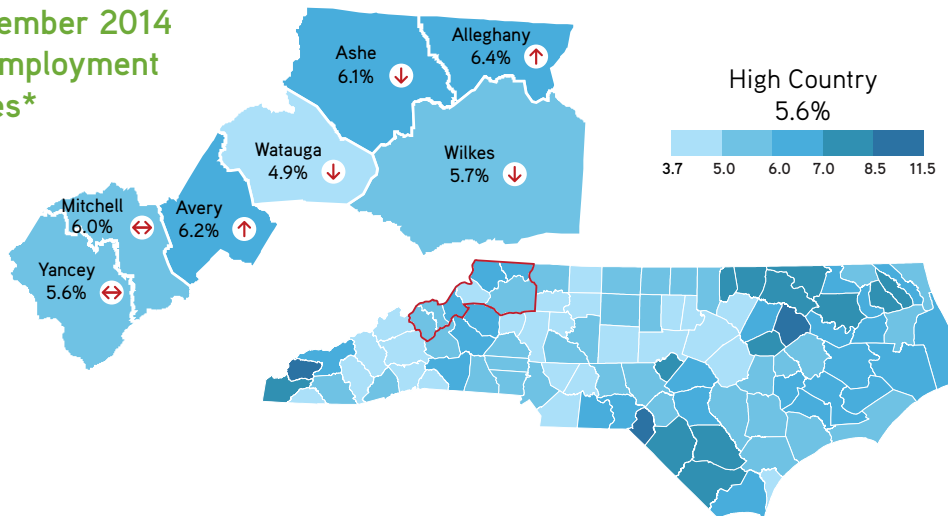 ember 2014
mployment
es*
Alleghany
6.4%
Ashe
6.1%
High Country
5.6%
3.7 5.0 6.0 7.0 8.5 11.5
Watauga
4.9%
Wilkes
5.7%
Mitchell
6.0%
Avery
6.2%
Yancey
5.6%